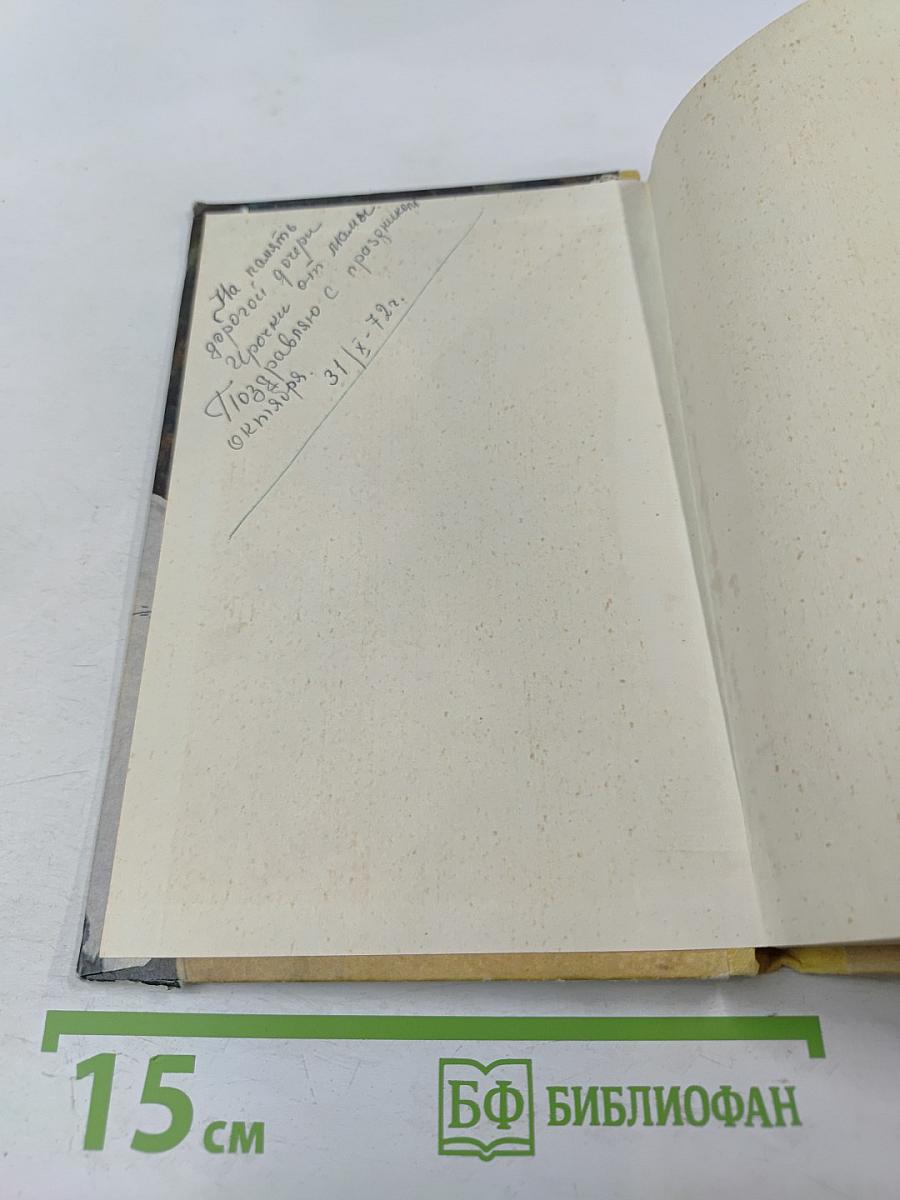 На память
дорогой дочери
Ирочки от мамы.
Поздравляю с праздником
октября. 31/X-72г.
15 см
БФ БИБЛИОФАН